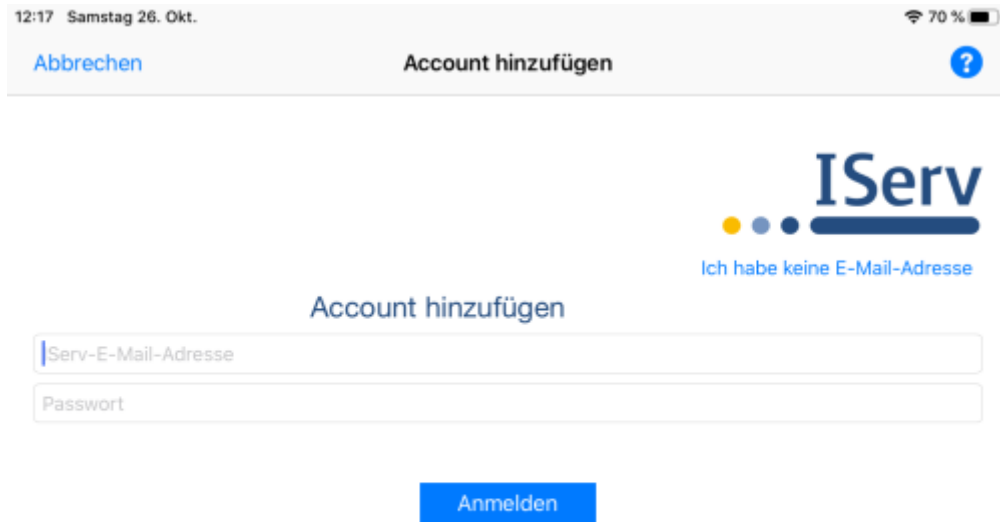 12:17 Samstag 26. Okt. 70 %
Abbrechen Account hinzufügen ?
IServ
Ich habe keine E-Mail-Adresse
Account hinzufügen
IServ-E-Mail-Adresse
Passwort
Anmelden